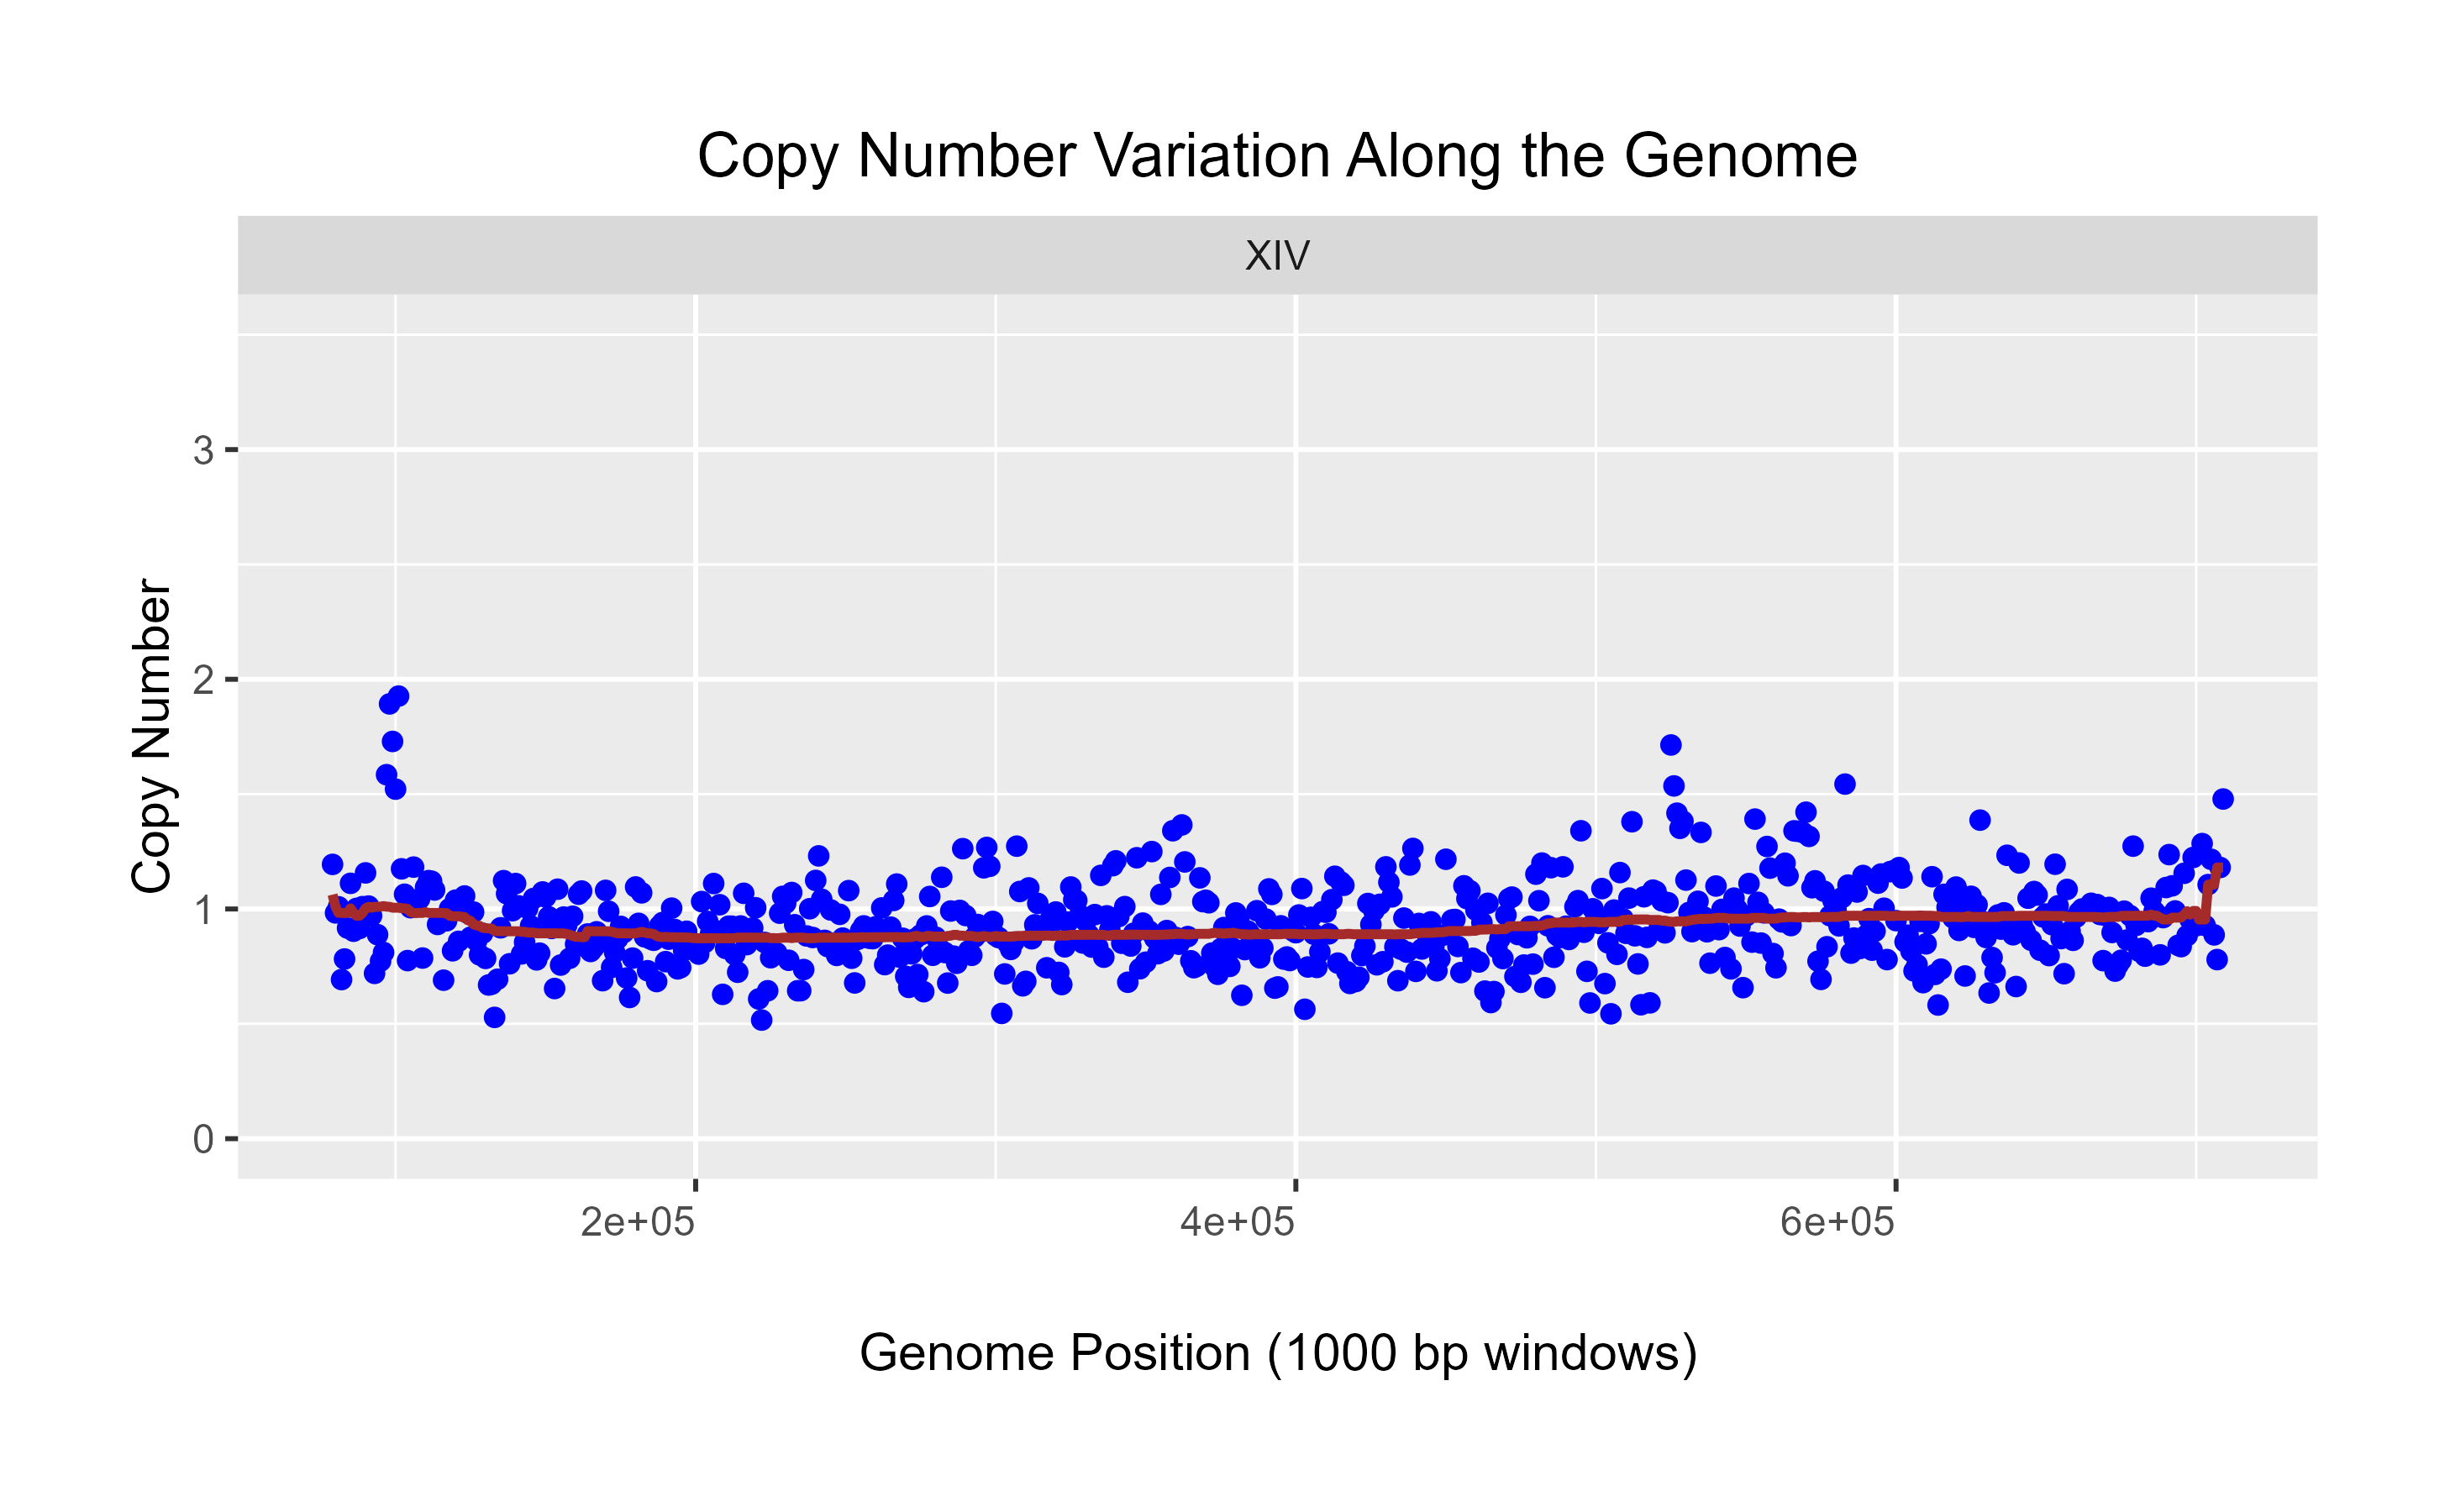 Copy Number Variation Along the Genome
XIV
3
2
1
0
Copy Number
2e+05 4e+05 6e+05
Genome Position (1000 bp windows)